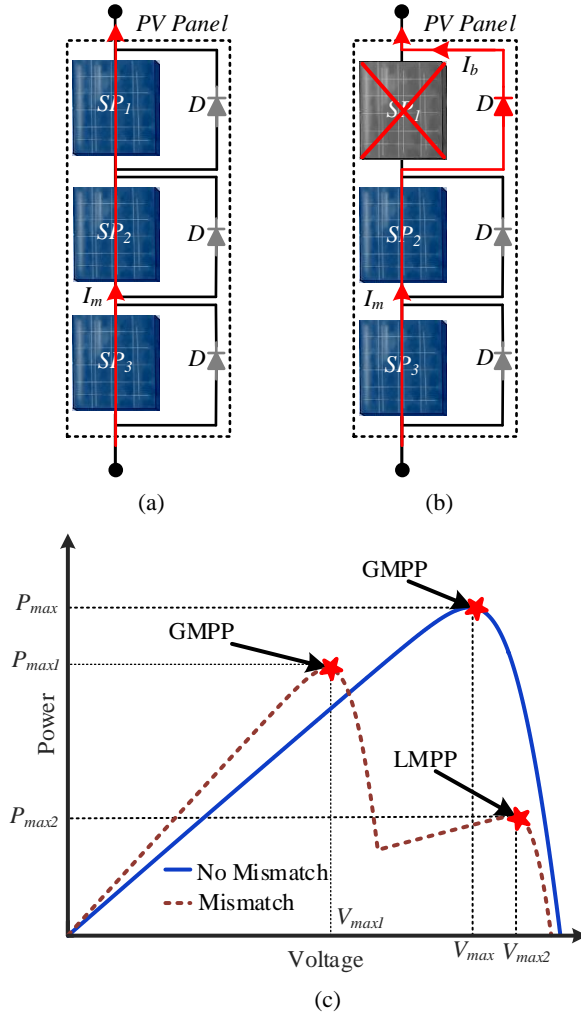 PV Panel
SP1
D
SP2
D
Im
SP3
D
(a)
PV Panel
Ib
SP1
D
SP2
D
Im
SP3
D
(b)
GMPP
Pmax
GMPP
Pmax1
Power
LMPP
Pmax2
No Mismatch
Mismatch
Vmax1
Vmax
Vmax2
Voltage
(c)